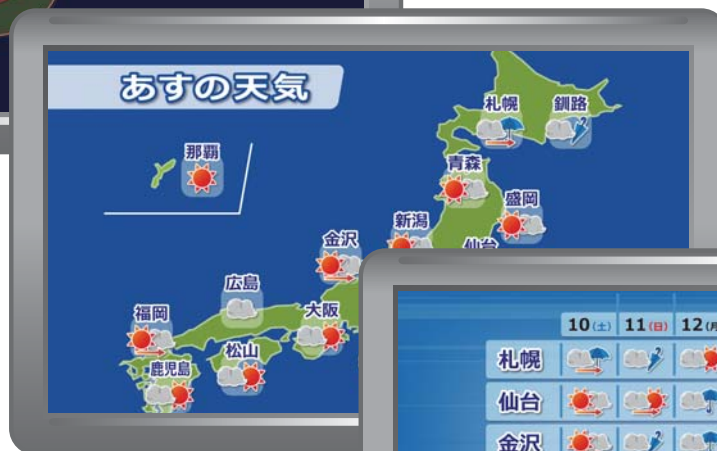 あすの天気
札幌
釧路
那覇
青森
盛岡
新潟
仙台
金沢
広島
大阪
福岡
松山
鹿児島
10(土) 11(日) 12(月
札幌
仙台
金沢